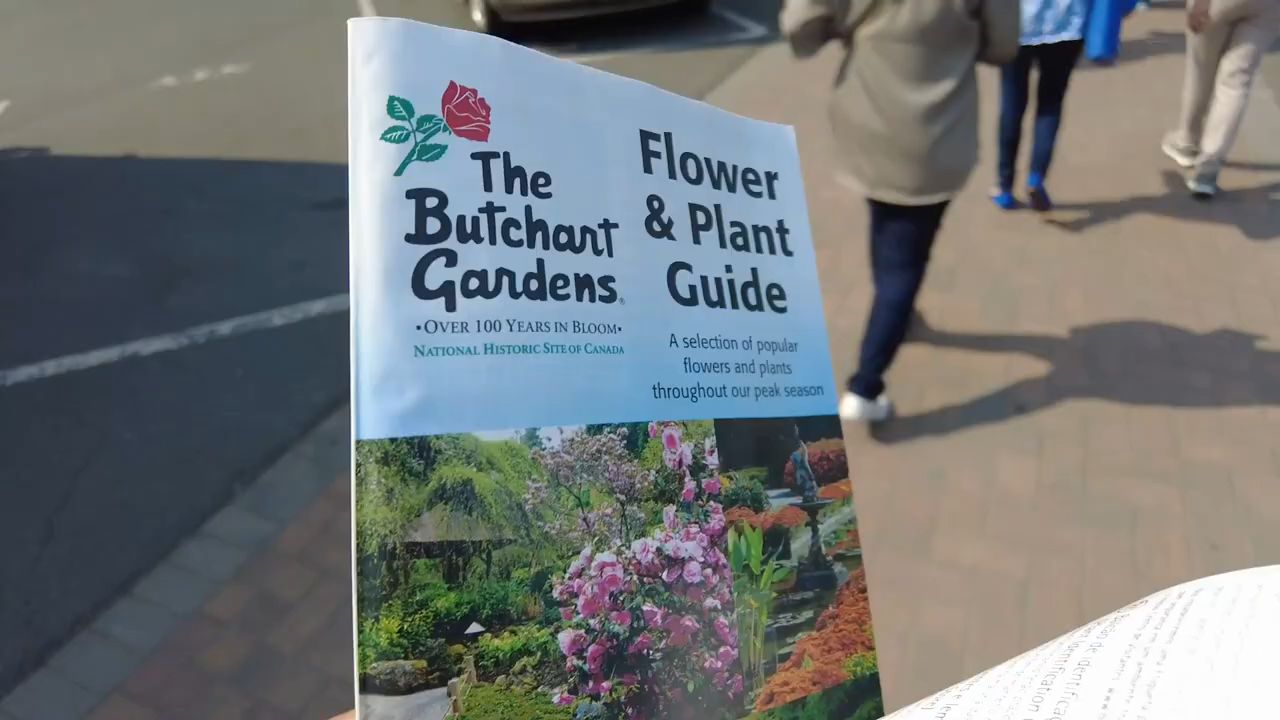 The
Butchart
Gardens®
•OVER 100 YEARS IN BLOOM•
NATIONAL HISTORIC SITE OF CANADA
Flower
& Plant
Guide
A selection of popular
flowers and plants
throughout our peak season